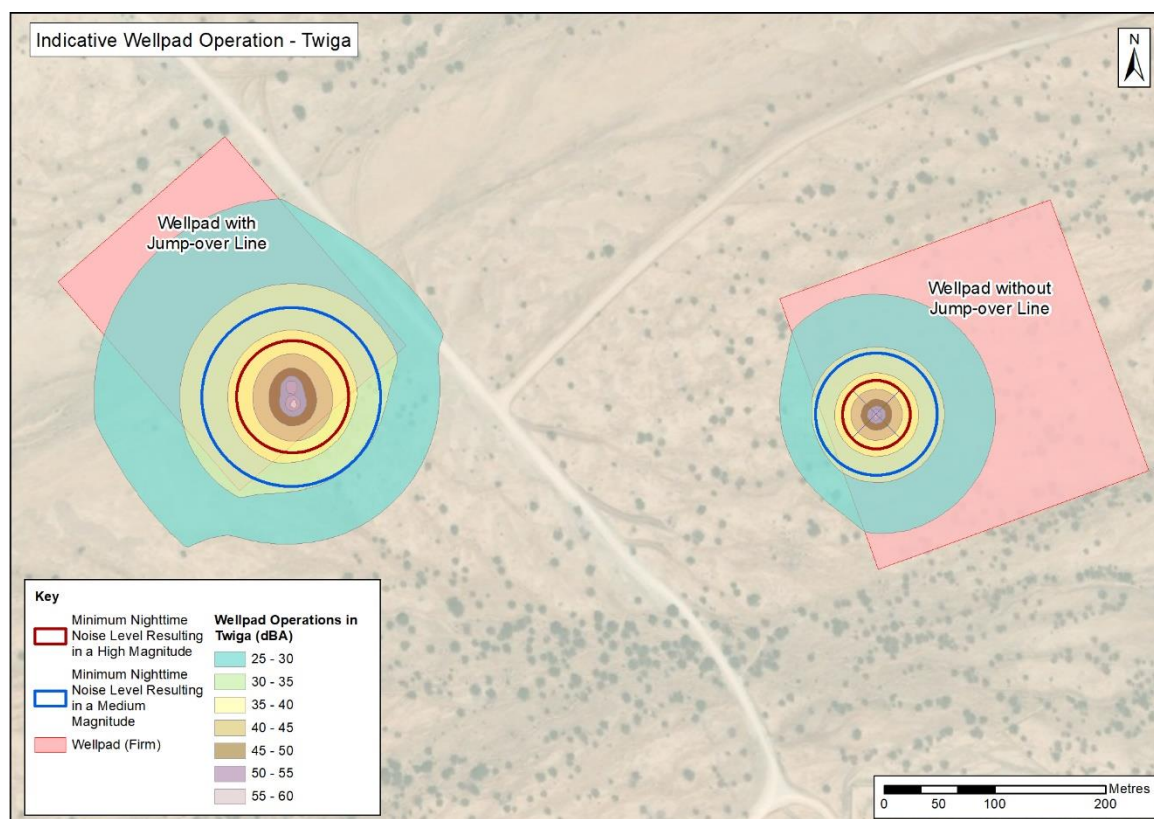 Indicative Wellpad Operation - Twiga
N
Wellpad with
Jump-over Line
Wellpad without
Jump-over Line
Key
Minimum Nighttime
Noise Level Resulting
in a High Magnitude
Minimum Nighttime
Noise Level Resulting
in a Medium
Magnitude
Wellpad (Firm)
Wellpad Operations in
Twiga (dBA)
25 - 30
30 - 35
35 - 40
40 - 45
45 - 50
50 - 55
55 - 60
Metres
0 50 100 200